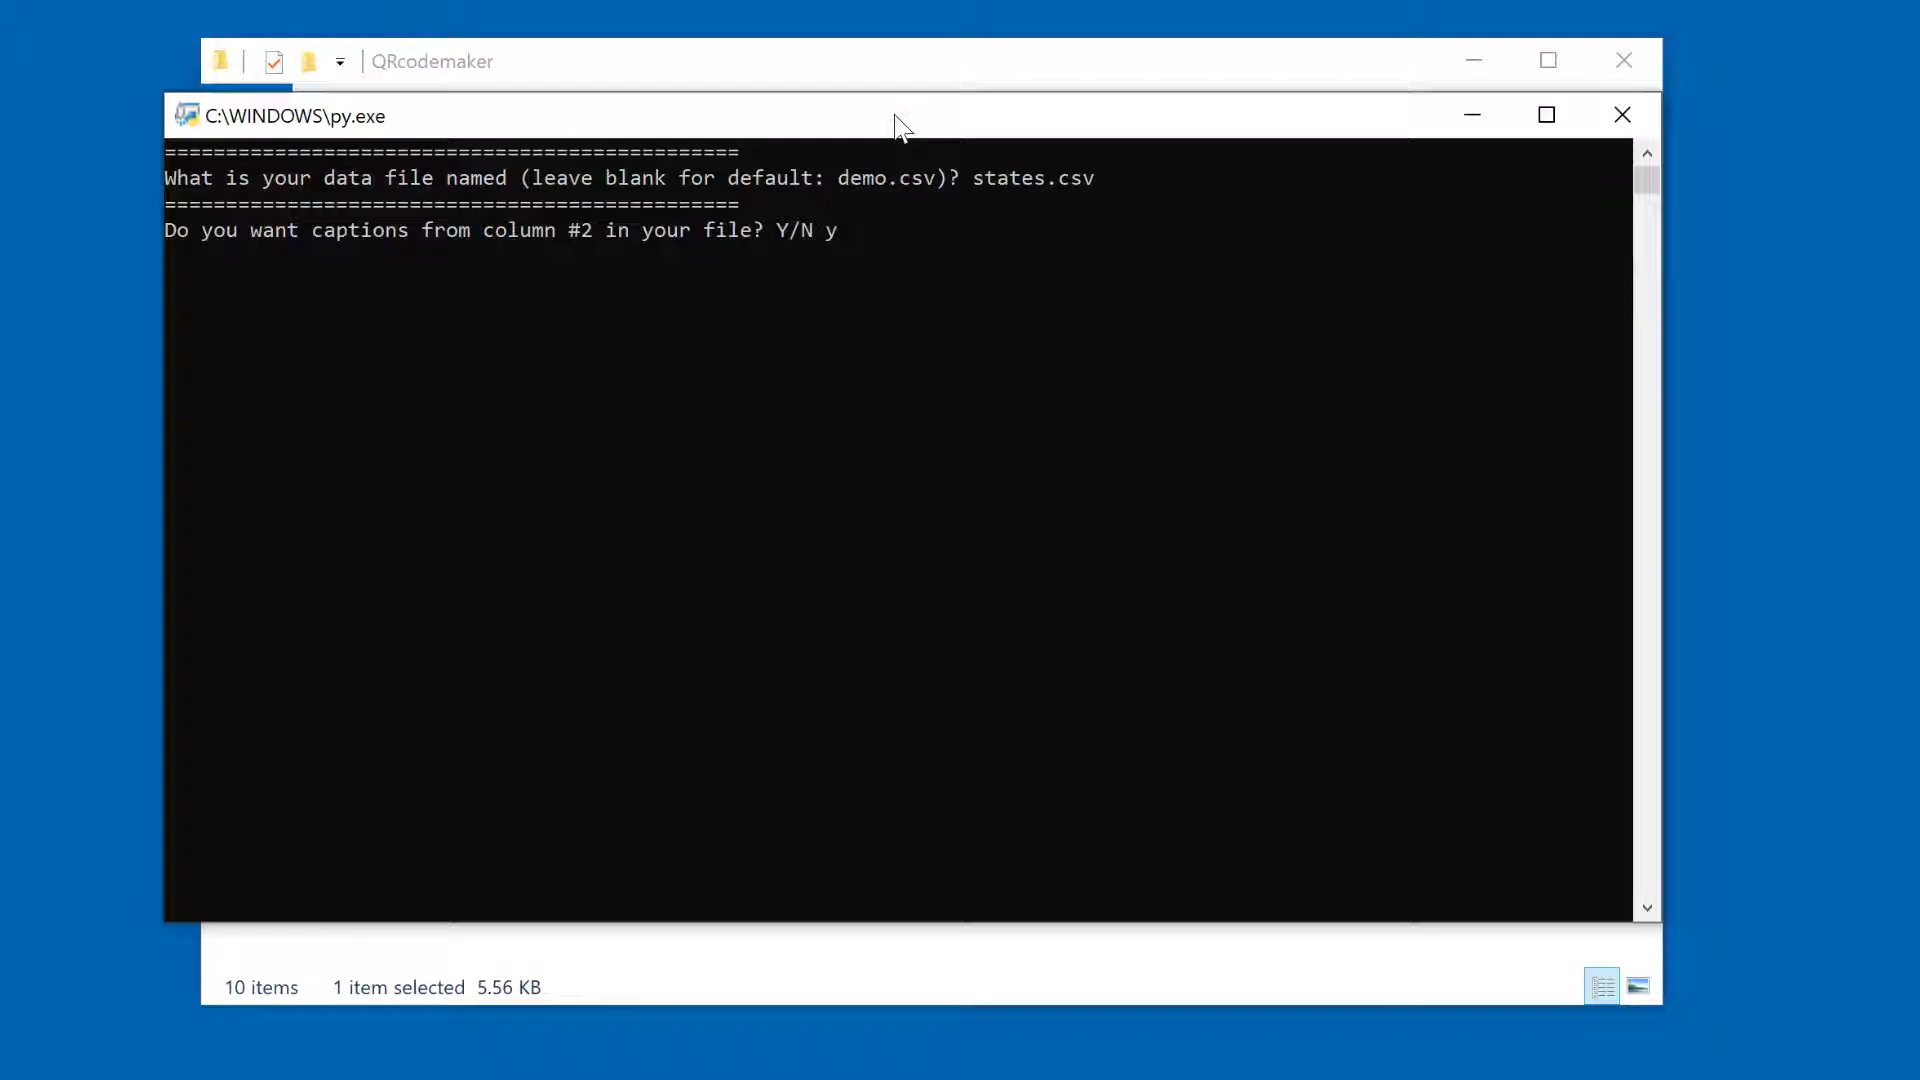 QRcodemaker
C:\WINDOWS\py.exe
===============================================
What is your data file named (leave blank for default: demo.csv)? states.csv
===============================================
Do you want captions from column #2 in your file? Y/N y
10 items 1 item selected 5.56 KB